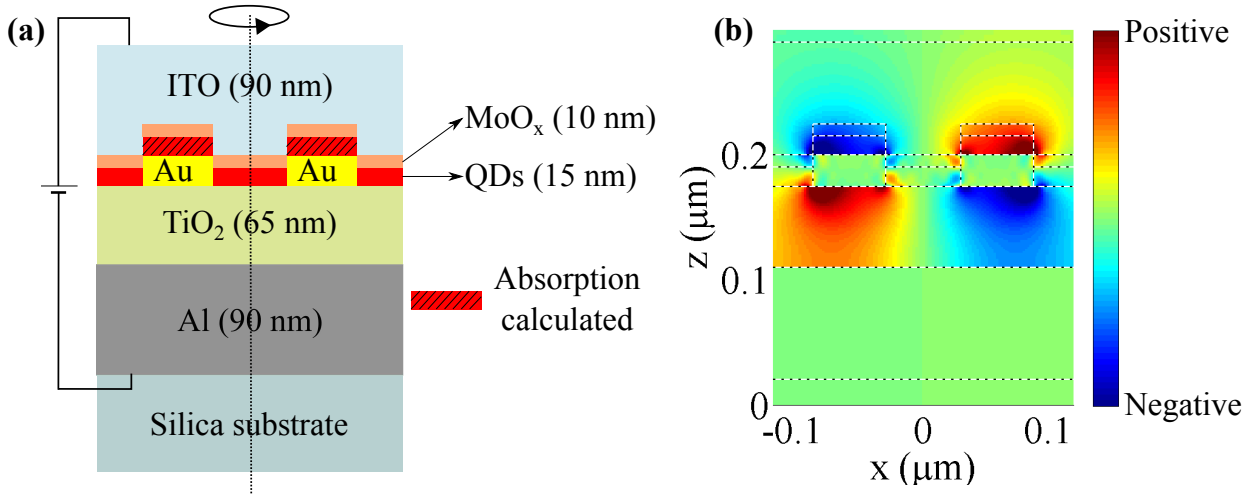 (a)
ITO (90 nm)
MoOx (10 nm)
Au
Au
QDs (15 nm)
TiO2 (65 nm)
Absorption
calculated
Al (90 nm)
Silica substrate
(b)
Positive
0.2
z (μm)
0.1
0
Negative
-0.1
0
0.1
x (μm)